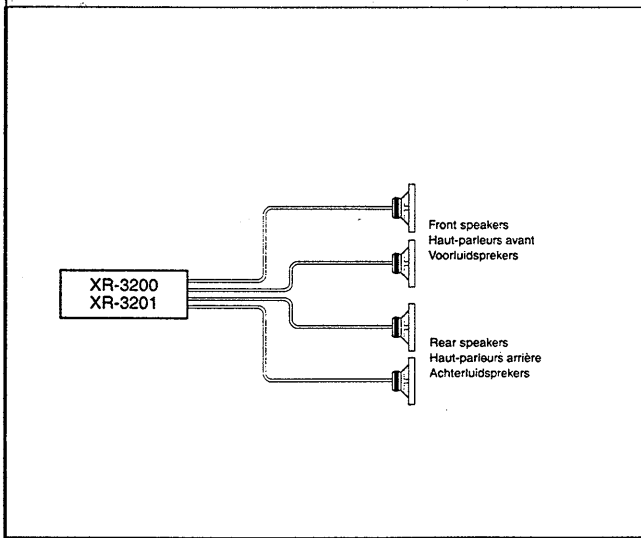 XR-3200
XR-3201
Front speakers
Haut-parleurs avant
Voorluidsprekers
Rear speakers
Haut-parleurs arrière
Achterluidsprekers